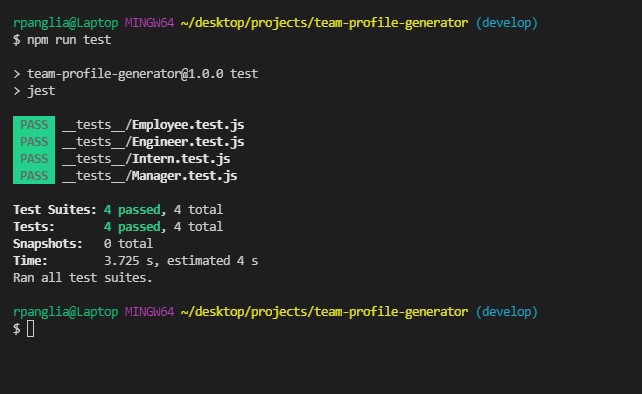 rpanglia@Laptop MINGW64 ~/desktop/projects/team-profile-generator (develop)
$ npm run test
> team-profile-generator@1.0.0 test
> jest
PASS __tests__/Employee.test.js
PASS __tests__/Engineer.test.js
PASS __tests__/Intern.test.js
PASS __tests__/Manager.test.js
Test Suites: 4 passed, 4 total
Tests: 4 passed, 4 total
Snapshots: 0 total
Time: 3.725 s, estimated 4 s
Ran all test suites.
rpanglia@Laptop MINGW64 ~/desktop/projects/team-profile-generator (develop)
$